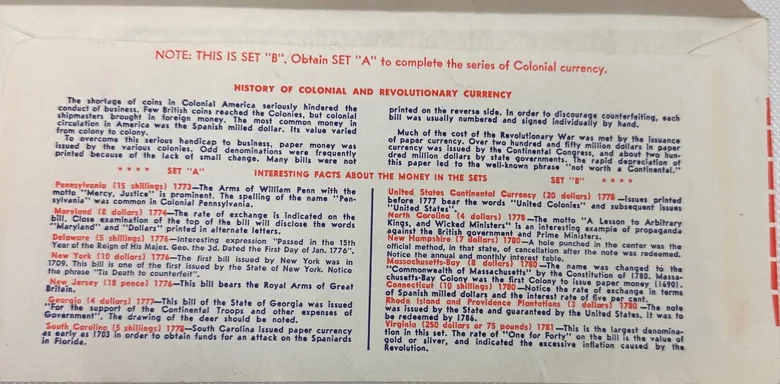 NOTE: THIS IS SET "B". Obtain SET "A" to complete the series of Colonial currency.
HISTORY OF COLONIAL AND REVOLUTIONARY CURRENCY
The shortage of coins in Colonial America seriously hindered the
conduct of business. Few British coins reached the Colonies, but colonial
shipmasters brought in foreign money. The most common money in
circulation in America was the Spanish milled dollar. Its value varied
from colony to colony.
To overcome this serious handicap to business, paper money was
issued by the various colonies. Odd denominations were frequently
printed because of the lack of small change. Many bills were not
printed on the reverse side. In order to discourage counterfeiting, each
bill was usually numbered and signed individually by hand.
Much of the cost of the Revolutionary War was met by the issuance
of paper currency. Over two hundred and fifty million dollars in paper
currency was issued by the Continental Congress, and about two hun-
dred million dollars by state governments. The rapid depreciation of
this paper led to the well-known phrase "not worth a Continental."
INTERESTING FACTS ABOUT THE MONEY IN THE SETS
* * * * SET "A"
Pennsylvania (15 shillings) 1773—The Arms of William Penn with the
motto "Mercy, Justice" is prominent. The spelling of the name "Pen-
sylvania" was common in Colonial Pennsylvania.
Maryland (8 dollars) 1774—The rate of exchange is indicated on the
bill. Close examination of the top of the bill will disclose the words
"Maryland" and "Dollars" printed in alternate letters.
Delaware (5 shillings) 1776—Interesting expression "Passed in the 15th
Year of the Reign of His Majes. Geo. the 3d. Dated the First Day of Jan. 1776".
New York (10 dollars) 1776—The first bill issued by New York was in
1709. This bill is one of the first issued by the State of New York. Notice
the phrase "Tis Death to counterfeit".
New Jersey (18 pence) 1776—This bill bears the Royal Arms of Great
Britain.
Georgia (4 dollars) 1777—This bill of the State of Georgia was issued
"For the support of the Continental Troops and other expenses of
Government". The drawing of the deer should be noted.
South Carolina (5 shillings) 1778—South Carolina issued paper currency
as early as 1703 in order to obtain funds for an attack on the Spaniards
in Florida.
SET "B" * * * *
United States Continental Currency (20 dollars) 1778—Issues printed
before 1777 bear the words "United Colonies" and subsequent issues
"United States".
North Carolina (4 dollars) 1778—The motto "A Lesson to Arbitrary
Kings, and Wicked Ministers" is an interesting example of propaganda
against the British Government and Prime Ministers.
New Hampshire (7 dollars) 1780—A hole punched in the center was the
official method, in that state, of cancellation after the note was redeemed.
Notice the annual and monthly interest table.
Massachusetts-Bay (8 dollars) 1780—The name was changed to the
"Commonwealth of Massachusetts" by the Constitution of 1780. Massa-
chusetts-Bay Colony was the first Colony to issue paper money (1690).
Connecticut (10 shillings) 1780—Notice the rate of exchange in terms
of Spanish milled dollars and the interest rate of five per cent.
Rhode Island and Providence Plantations (3 dollars) 1780—The note
was issued by the State and guaranteed by the United States. It was to
be redeemed by 1786.
Virginia (250 dollars or 75 pounds) 1781—This is the largest denomina-
tion in this set. The rate of "One for Forty" on the bill is the value of
gold or silver, and indicated the excessive inflation caused by the
Revolution.